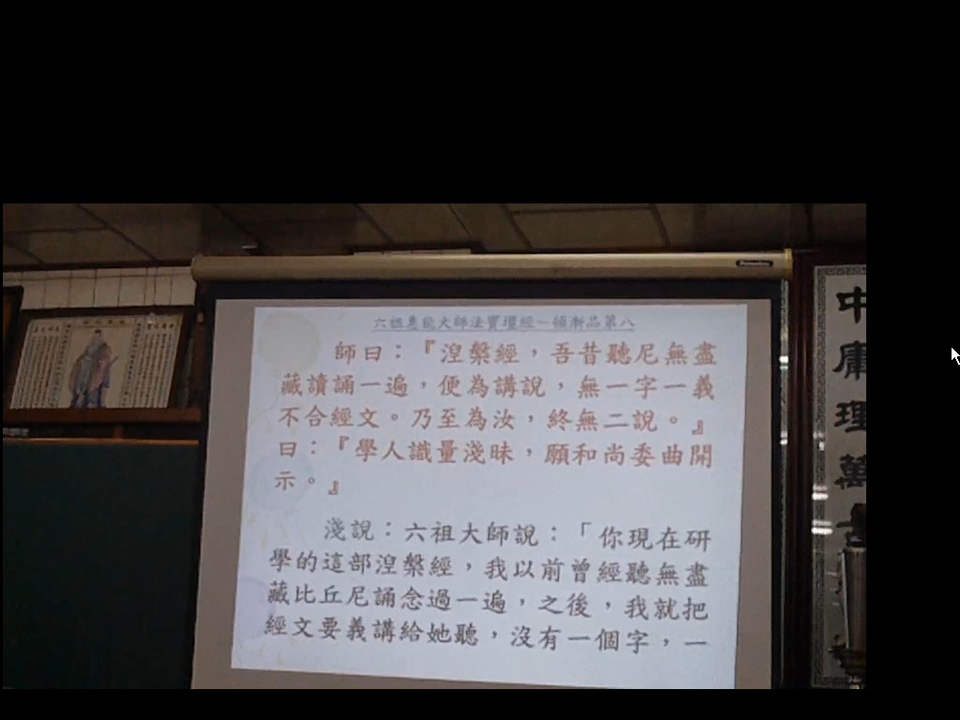 六祖惠能大師法寶壇經－頓漸品第八
師曰：『涅槃經，吾昔聽尼無盡
藏讀誦一遍，便為講說，無一字一義
不合經文。乃至為汝，終無二說。』
曰：『學人識量淺昧，願和尚委曲開
示。』
淺說：六祖大師說：「你現在研
學的這部涅槃經，我以前曾經聽無盡
藏比丘尼誦念過一遍，之後，我就把
經文要義講給她聽，沒有一個字，一
中庸理萬